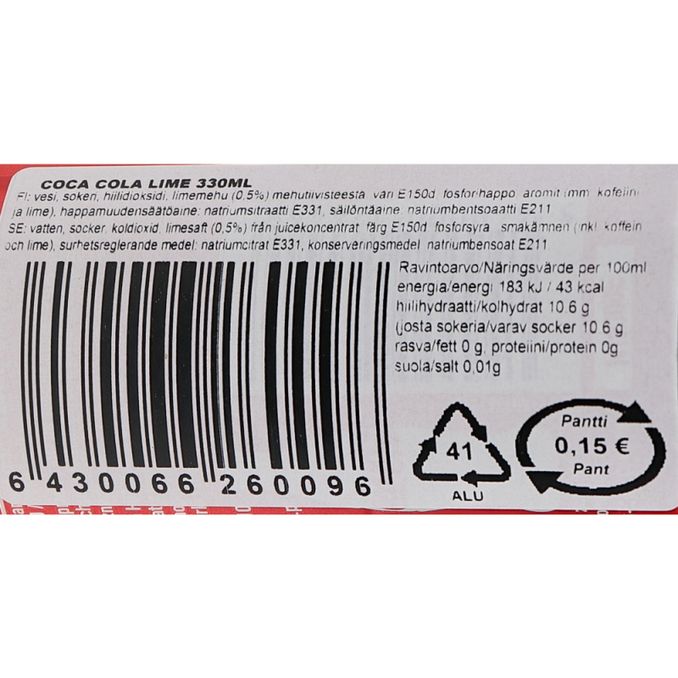 COCA COLA LIME 330ML
FI: vesi, sokeri, hiilidioksidi, limemehu (0,5%) mehutiivisteestä väri E150d fosforihappo aromit (mm kofeiini
ja lime), happamuudensäätöaine: natriumsitraatti E331, säilöntäaine: natriumbentsoaatti E211
SE: vatten, socker, koldioxid, limesaft (0,5%) från juicekoncentrat färg E150d fosforsyra smakämnen (inkl koffein
och lime), surhetsreglerande medel: natriumcitrat E331, konserveringsmedel natriumbensoat E211
Ravintoarvo/Näringsvärde per 100ml
energia/energi 183 kJ / 43 kcal
hiilihydraatti/kolhydrat 10 6 g
(josta sokeria/varav socker 10 6 g
rasva/fett 0 g, proteiini/protein 0g
suola/salt 0,01g
6 430066 260096
41
ALU
Pantti
0,15 €
Pant